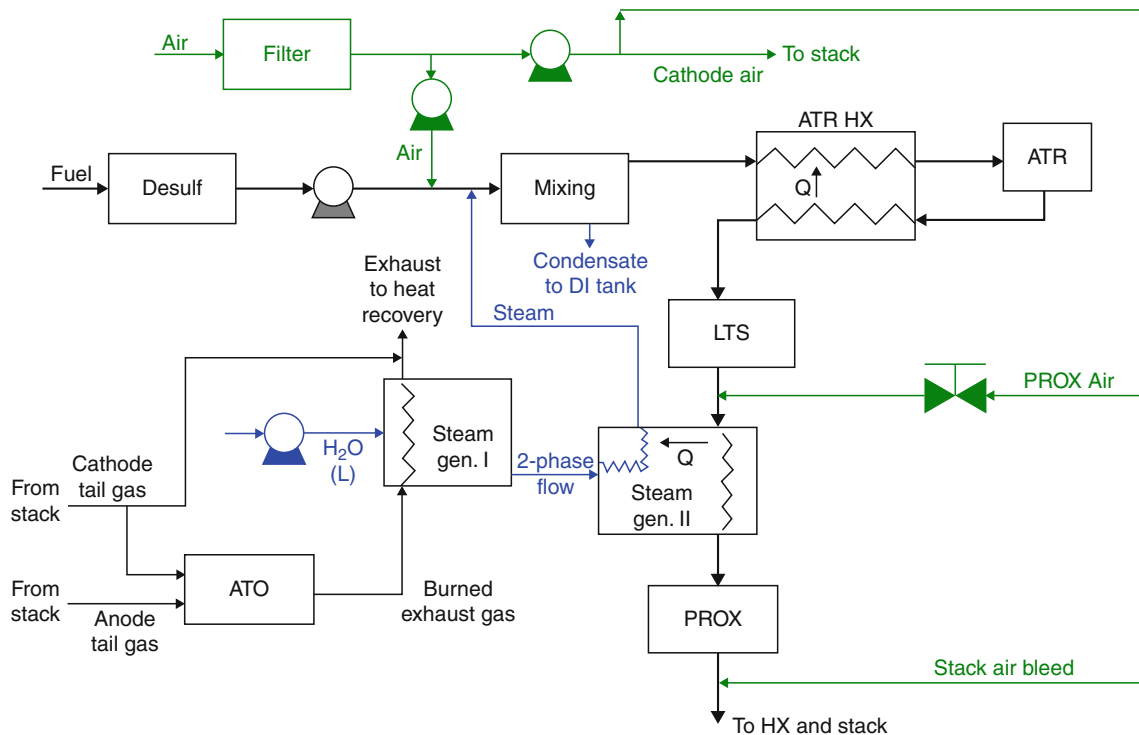 Air
Filter
To stack
Cathode air
Air
ATR HX
ATR
Fuel
Desulf
Mixing
Q
Condensate
to DI tank
Exhaust
to heat
recovery
Steam
LTS
PROX Air
H₂O
(L)
Steam
gen. I
2-phase
flow
Q
Steam
gen. II
Cathode
tail gas
From
stack
ATO
From
stack
Anode
tail gas
Burned
exhaust gas
PROX
Stack air bleed
To HX and stack